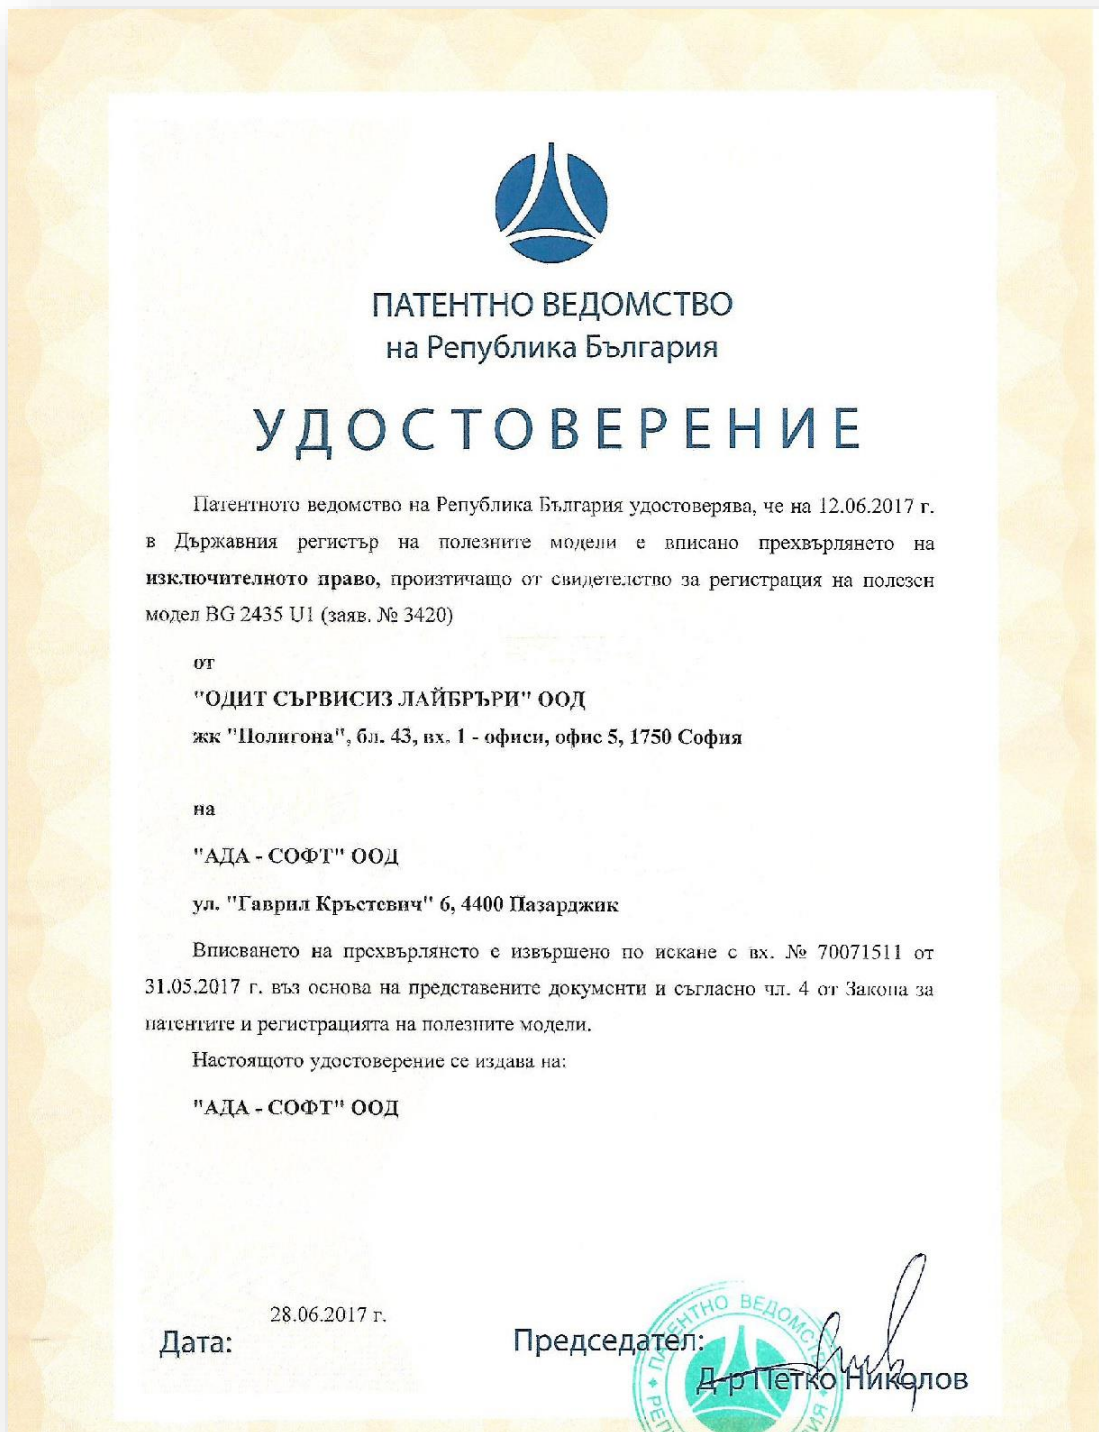 ПАТЕНТНО ВЕДОМСТВО
на Република България
УДОСТОВЕРЕНИЕ
Патентното ведомство на Република България удостоверява, че на 12.06.2017 г.
в Държавния регистър на полезните модели е вписано прехвърлянето на
изключителното право, произтичащо от свидетелство за регистрация на полезен
модел BG 2435 U1 (заяв. № 3420)
от
"ОДИТ СЪРВИСИЗ ЛАЙБРЪРИ" ООД
жк "Полигона", бл. 43, вх. 1 - офиси, офис 5, 1750 София
на
"АДА - СОФТ" ООД
ул. "Гаврил Кръстевич" 6, 4400 Пазарджик
Вписването на прехвърлянето е извършено по искане с вх. № 70071511 от
31.05.2017 г. въз основа на представените документи и съгласно чл. 4 от Закона за
патентите и регистрацията на полезните модели.
Настоящото удостоверение се издава на:
"АДА - СОФТ" ООД
28.06.2017 г.
Дата:
Председател:
Д-р Петко Николов
ПАТЕНТНО ВЕДОМСТВО